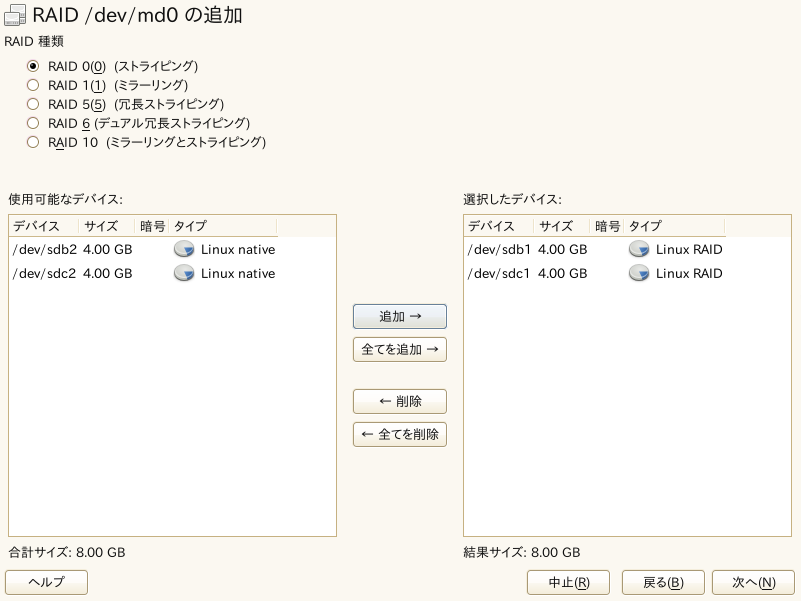 RAID /dev/md0 の追加
RAID 種類
RAID 0(0) (ストライピング)
RAID 1(1) (ミラーリング)
RAID 5(5) (冗長ストライピング)
RAID 6 (デュアル冗長ストライピング)
RAID 10 (ミラーリングとストライピング)
使用可能なデバイス:
デバイス サイズ 暗号 タイプ
/dev/sdb2 4.00 GB Linux native
/dev/sdc2 4.00 GB Linux native
合計サイズ: 8.00 GB
追加 →
全てを追加 →
← 削除
← 全てを削除
選択したデバイス:
デバイス サイズ 暗号 タイプ
/dev/sdb1 4.00 GB Linux RAID
/dev/sdc1 4.00 GB Linux RAID
結果サイズ: 8.00 GB
ヘルプ
中止(R)
戻る(B)
次へ(N)